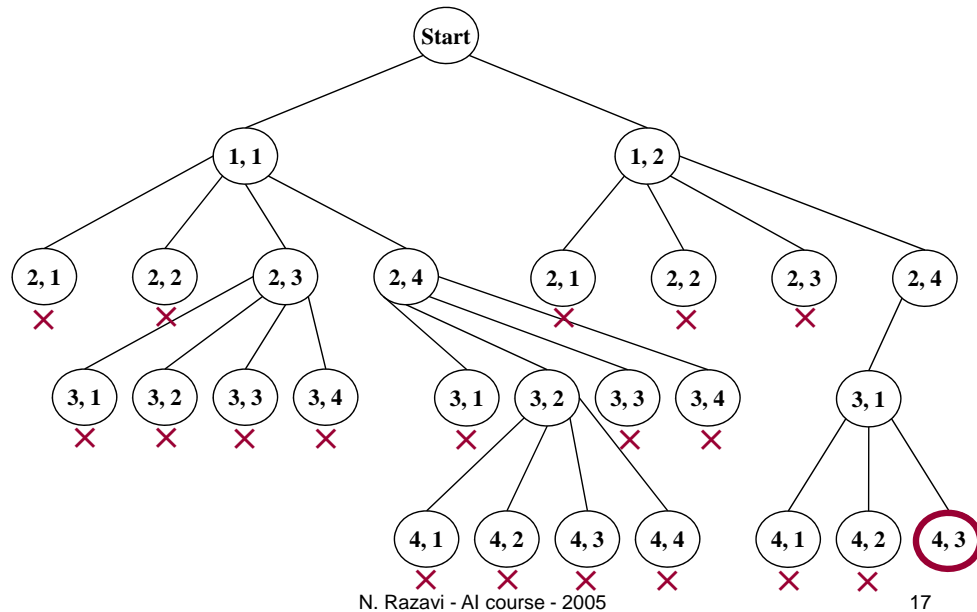 Start
1, 1 1, 2
2, 1 2, 2 2, 3 2, 4 2, 1 2, 2 2, 3 2, 4
3, 1 3, 2 3, 3 3, 4 3, 1 3, 2 3, 3 3, 4 3, 1
4, 1 4, 2 4, 3 4, 4 4, 1 4, 2 4, 3
N. Razavi - AI course - 2005 17